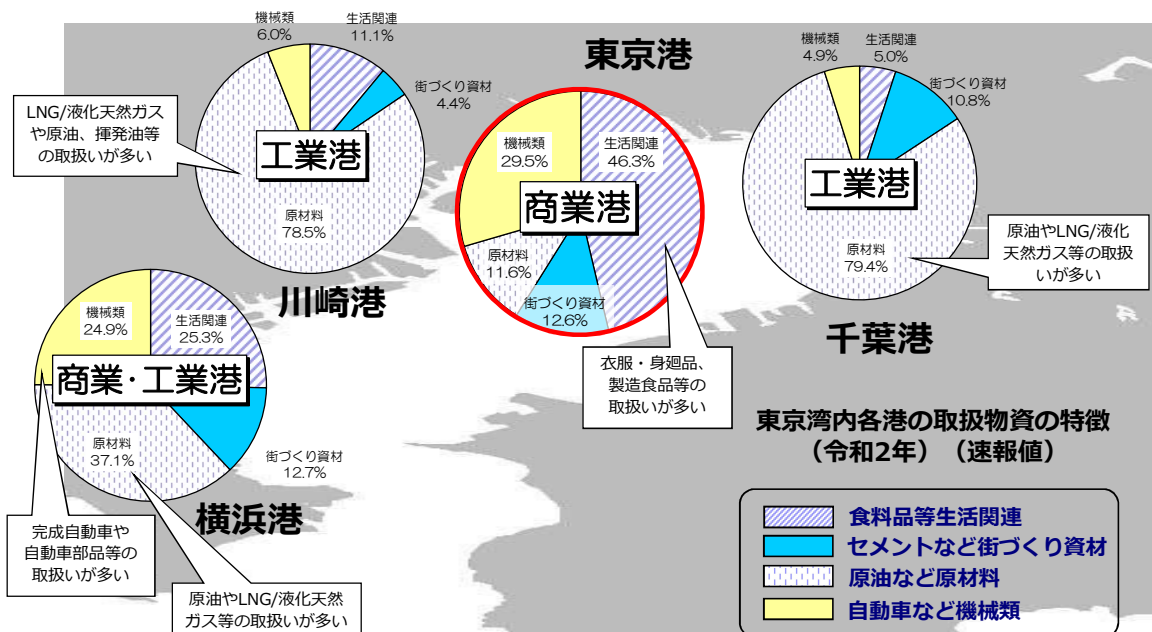 機械類
6.0%
生活関連
11.1%
街づくり資材
4.4%
LNG/液化天然ガス
や原油、揮発油等
の取扱いが多い
工業港
原材料
78.5%
川崎港
東京港
機械類
29.5%
生活関連
46.3%
商業港
原材料
11.6%
街づくり資材
12.6%
衣服・身廻品、
製造食品等の
取扱いが多い
機械類
4.9%
生活関連
5.0%
街づくり資材
10.8%
工業港
原材料
79.4%
原油やLNG/液化
天然ガス等の取扱
いが多い
千葉港
機械類
24.9%
生活関連
25.3%
商業・工業港
原材料
37.1%
街づくり資材
12.7%
横浜港
完成自動車や
自動車部品等の
取扱いが多い
原油やLNG/液化天然
ガス等の取扱いが多い
東京湾内各港の取扱物資の特徴
（令和2年）（速報値）
食料品等生活関連
セメントなど街づくり資材
原油など原材料
自動車など機械類